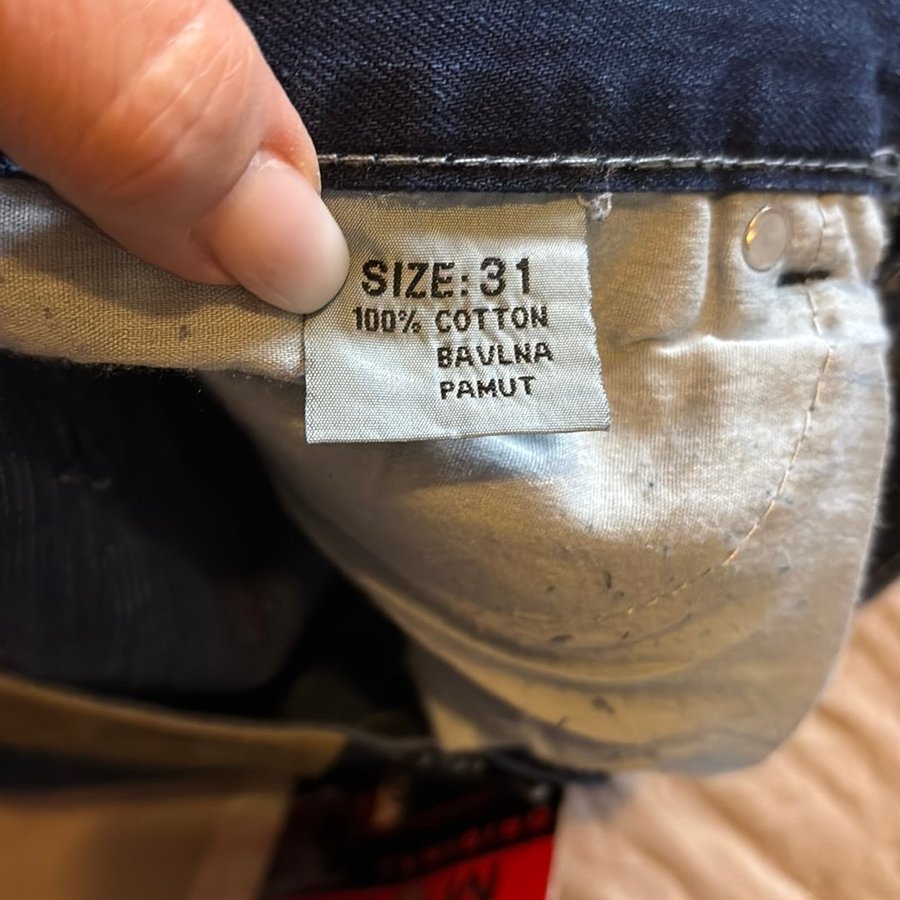 SIZE: 31
100% COTTON
BAVLNA
PAMUT